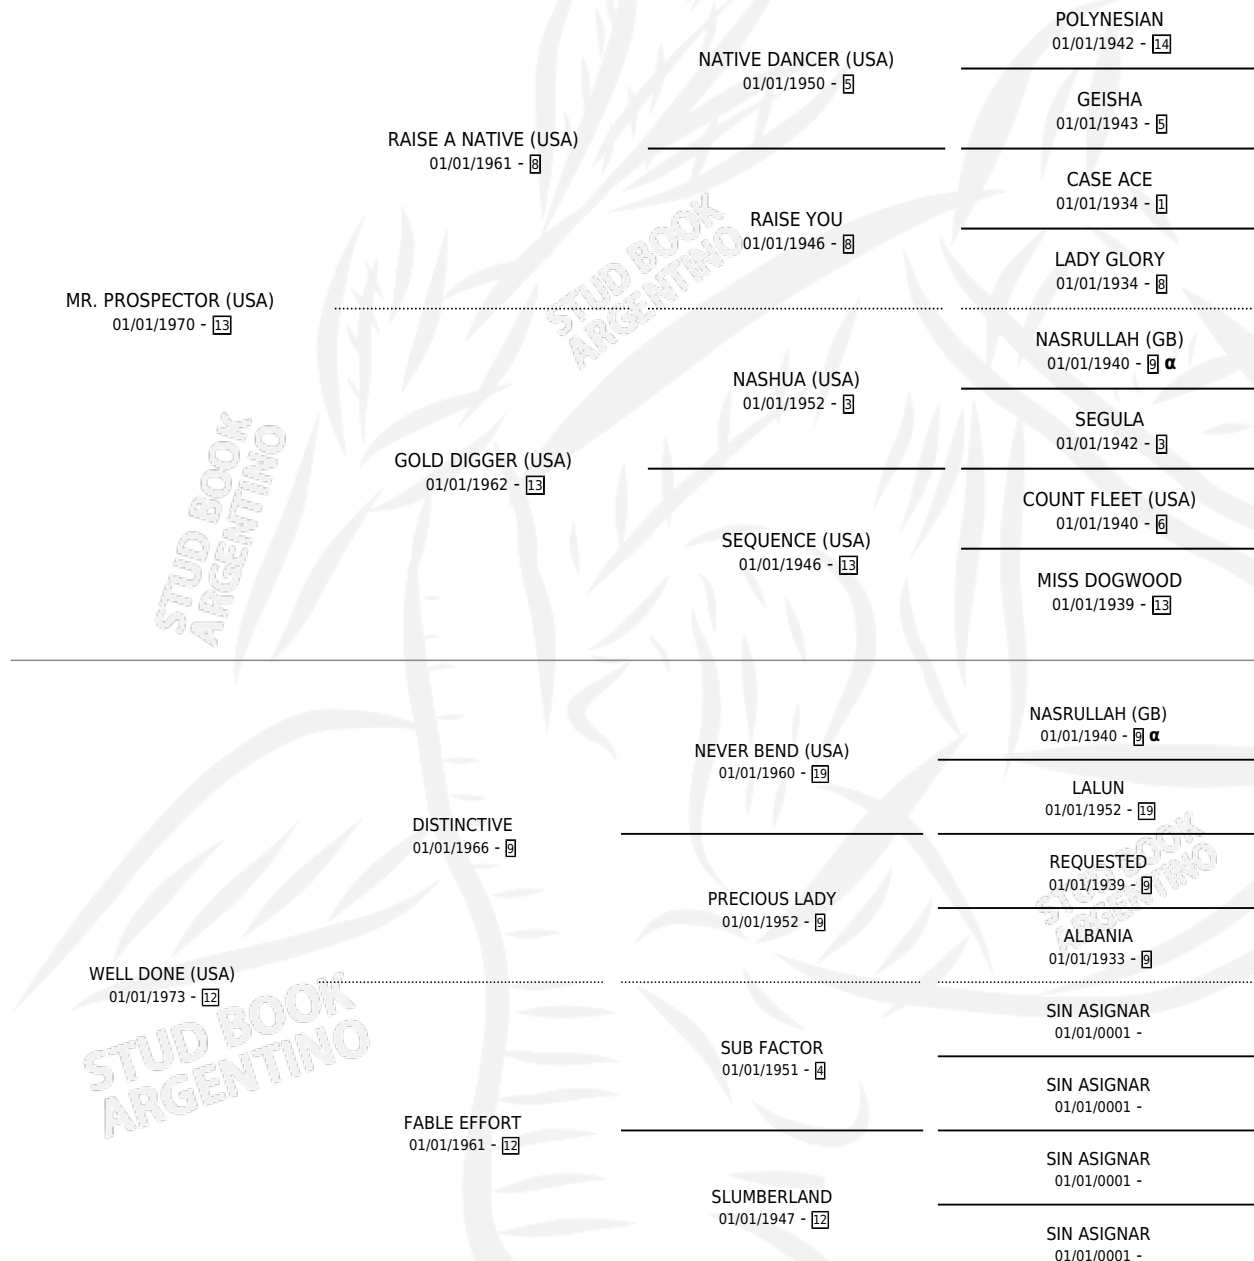 POLYNESIAN
01/01/1942 - 14
NATIVE DANCER (USA)
01/01/1950 - 5
GEISHA
01/01/1943 - 5
RAISE A NATIVE (USA)
01/01/1961 - 8
CASE ACE
01/01/1934 - 1
RAISE YOU
01/01/1946 - 8
LADY GLORY
01/01/1934 - 8
MR. PROSPECTOR (USA)
01/01/1970 - 13
NASRULLAH (GB)
01/01/1940 - 9 α
NASHUA (USA)
01/01/1952 - 3
SEGULA
01/01/1942 - 3
GOLD DIGGER (USA)
01/01/1962 - 13
COUNT FLEET (USA)
01/01/1940 - 6
SEQUENCE (USA)
01/01/1946 - 13
MISS DOGWOOD
01/01/1939 - 13
NASRULLAH (GB)
01/01/1940 - 9 α
NEVER BEND (USA)
01/01/1960 - 19
LALUN
01/01/1952 - 19
DISTINCTIVE
01/01/1966 - 9
REQUESTED
01/01/1939 - 9
PRECIOUS LADY
01/01/1952 - 9
ALBANIA
01/01/1933 - 9
WELL DONE (USA)
01/01/1973 - 12
SIN ASIGNAR
01/01/0001 -
SUB FACTOR
01/01/1951 - 4
SIN ASIGNAR
01/01/0001 -
FABLE EFFORT
01/01/1961 - 12
SIN ASIGNAR
01/01/0001 -
SLUMBERLAND
01/01/1947 - 12
SIN ASIGNAR
01/01/0001 -
STUD BOOK
ARGENTINO
STUD BOOK
ARGENTINO
STUD BOOK
ARGENTINO
STUD BOOK
ARGENTINO